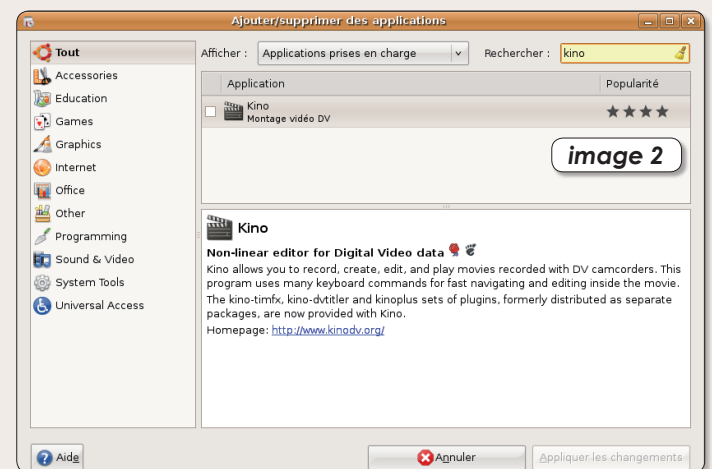 Ajouter/supprimer des applications
Tout
Accessories
Education
Games
Graphics
Internet
Office
Other
Programming
Sound & Video
System Tools
Universal Access
Afficher : Applications prises en charge Rechercher : kino
Application Popularité
Kino
Montage vidéo DV
image 2
Kino
Non-linear editor for Digital Video data
Kino allows you to record, create, edit, and play movies recorded with DV camcorders. This
program uses many keyboard commands for fast navigating and editing inside the movie.
The kino-timfx, kino-dvtitler and kinoplus sets of plugins, formerly distributed as separate
packages, are now provided with Kino.
Homepage: http://www.kinodv.org/
Aide Annuler Appliquer les changements